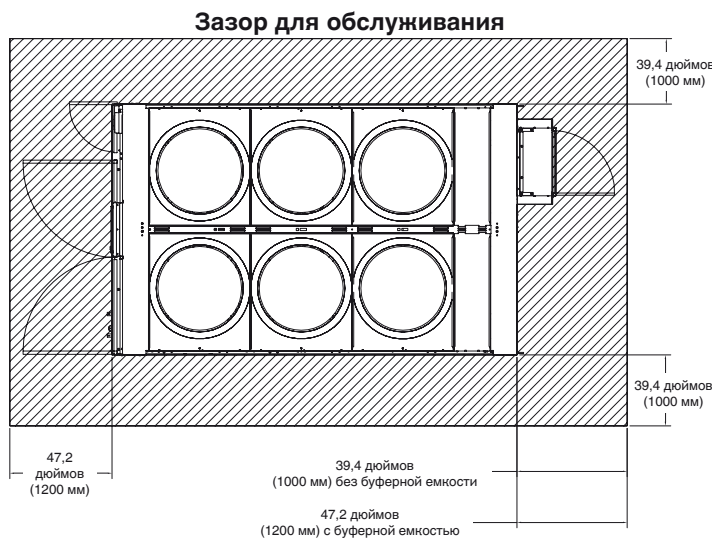 Зазор для обслуживания
39,4 дюймов
(1000 мм)
39,4 дюймов
(1000 мм)
47,2
дюймов
(1200 мм)
39,4 дюймов
(1000 мм) без буферной емкости
47,2 дюймов
(1200 мм) с буферной емкостью